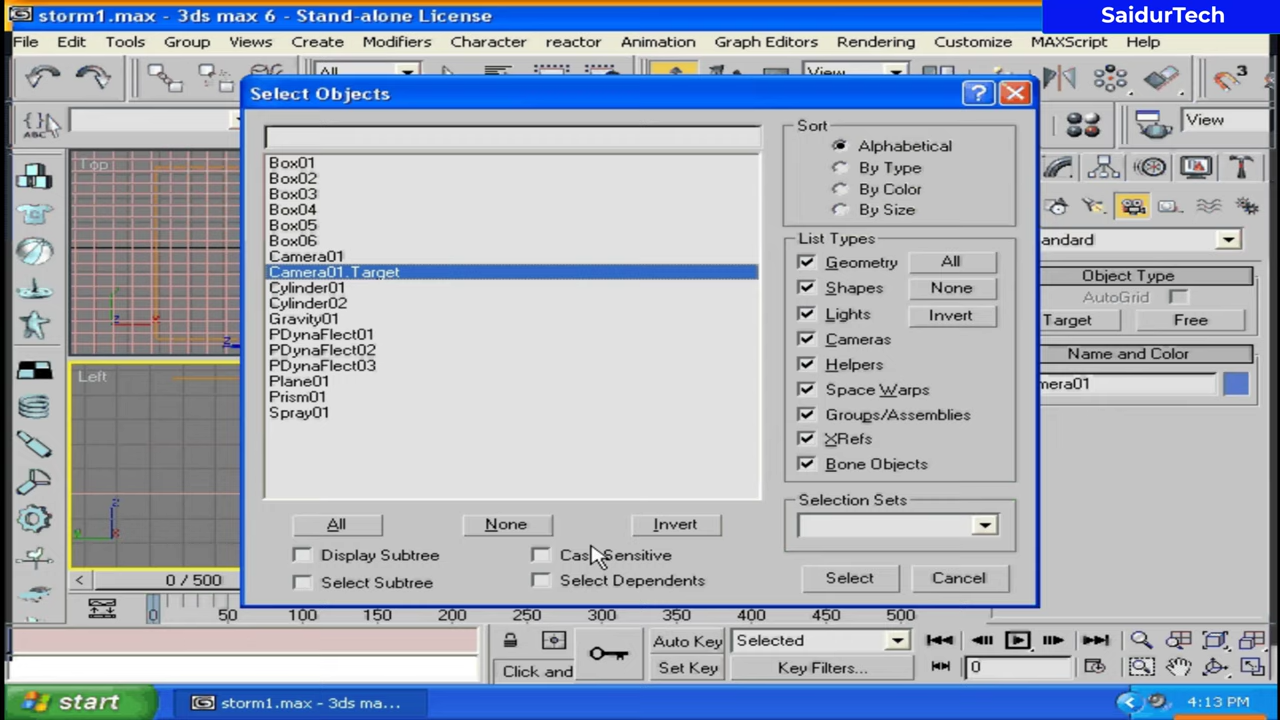 storm1.max - 3ds max 6 - Stand-alone License
SaidurTech
File Edit Tools Group Views Create Modifiers Character reactor Animation Graph Editors Rendering Customize MAXScript Help
All
View
3
Select Objects
ABC
View
Sort
Alphabetical
By Type
By Color
By Size
Box01
Box02
Box03
Box04
Box05
Box06
Camera01
Camera01.Target
Cylinder01
Cylinder02
Gravity01
PDynaFlect01
PDynaFlect02
PDynaFlect03
Plane01
Prism01
Spray01
List Types
Geometry All
Shapes None
Lights Invert
Cameras
Helpers
Space Warps
Groups/Assemblies
XRefs
Bone Objects
Selection Sets
All None Invert
Display Subtree
Select Subtree
Case Sensitive
Select Dependents
Select Cancel
Top
z
x
z
Left
z
z
andard
Object Type
AutoGrid
Target Free
Name and Color
mera01
0 / 500
0 50 100 150 200 250 300 350 400 450 500
Auto Key Selected
Click and Set Key Key Filters... 0
start storm1.max - 3ds ma... 4:13 PM